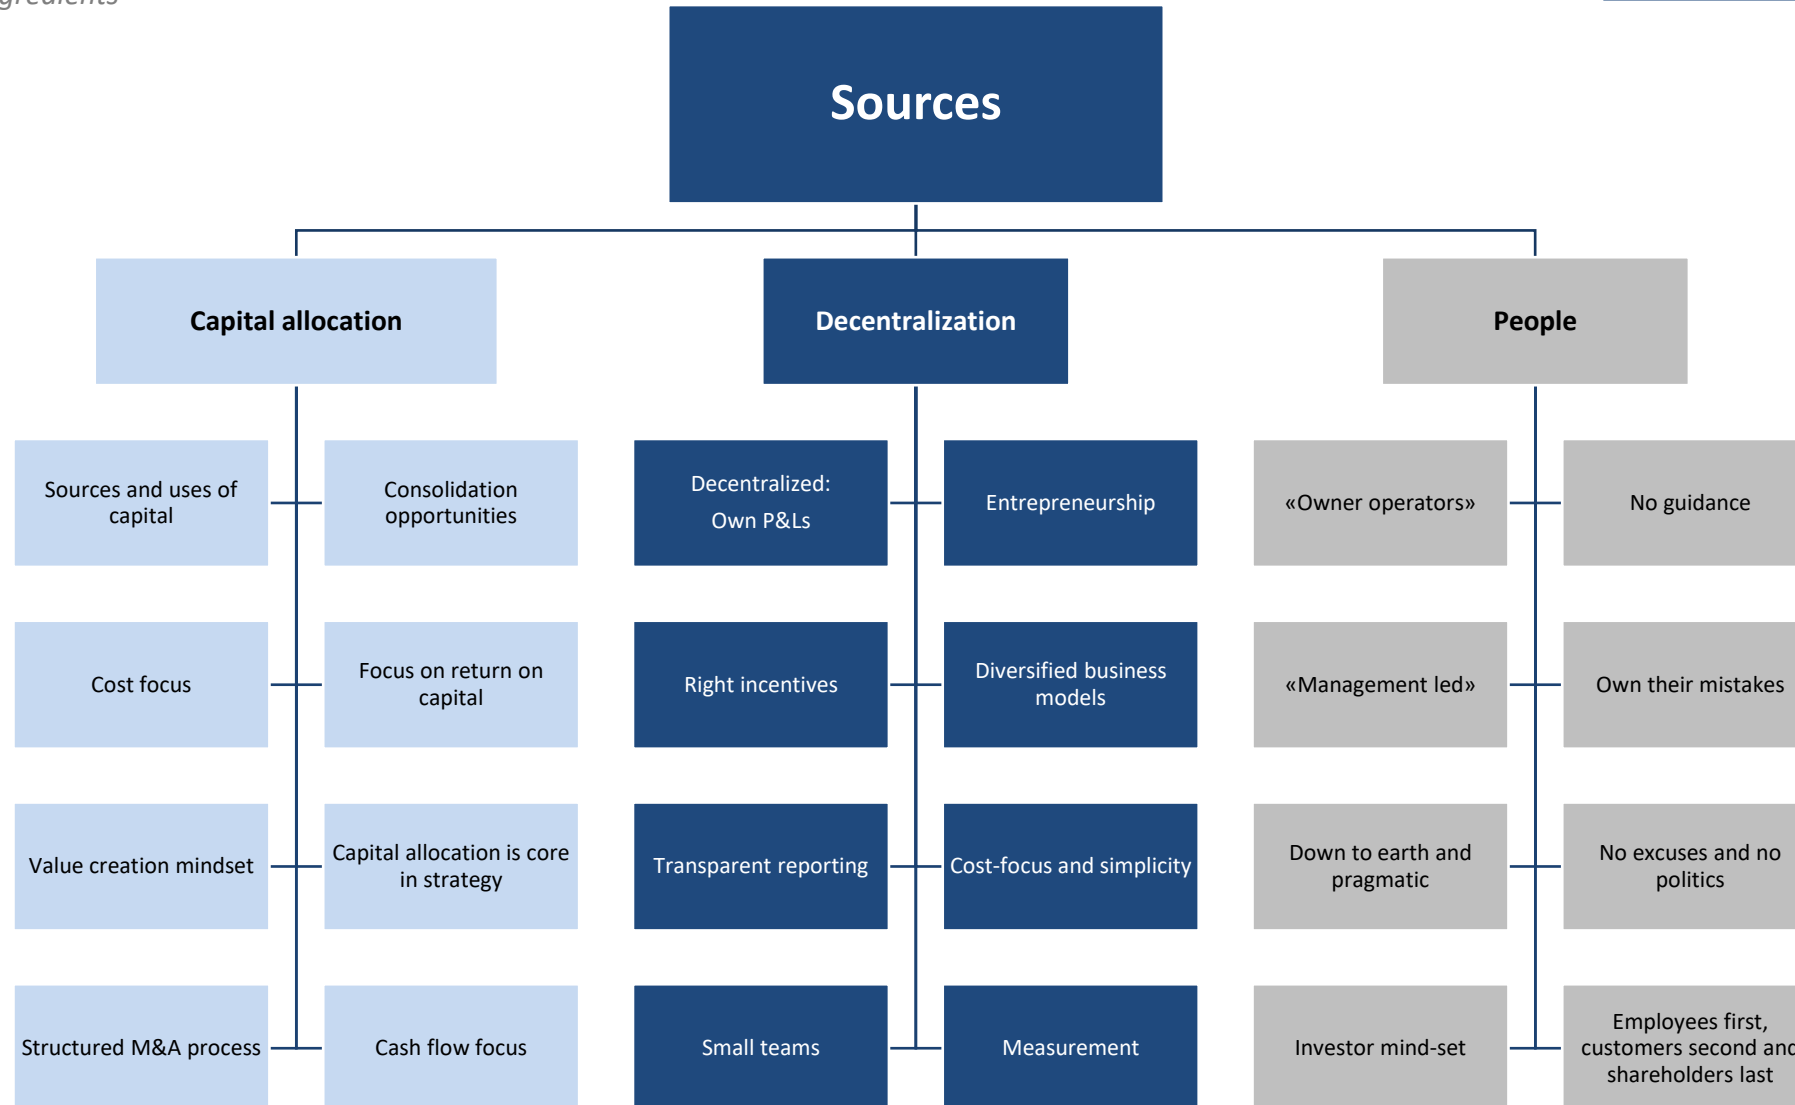 Sources
Capital allocation
Decentralization
People
Sources and uses of
capital
Consolidation
opportunities
Decentralized:
Own P&Ls
Entrepreneurship
«Owner operators»
No guidance
Cost focus
Focus on return on
capital
Right incentives
Diversified business
models
«Management led»
Own their mistakes
Value creation mindset
Capital allocation is core
in strategy
Transparent reporting
Cost-focus and simplicity
Down to earth and
pragmatic
No excuses and no
politics
Structured M&A process
Cash flow focus
Small teams
Measurement
Investor mind-set
Employees first,
customers second and
shareholders last